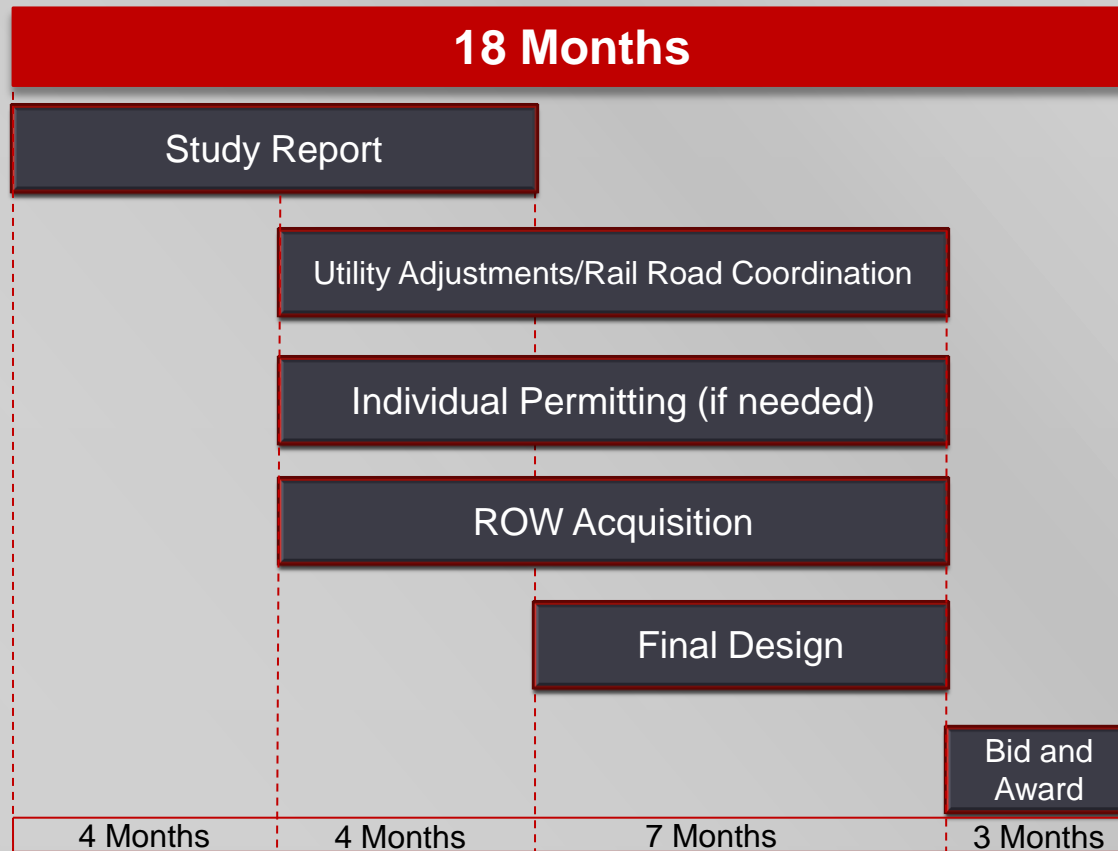 18 Months
Study Report
Utility Adjustments/Rail Road Coordination
Individual Permitting (if needed)
ROW Acquisition
Final Design
Bid and
Award
4 Months
4 Months
7 Months
3 Months